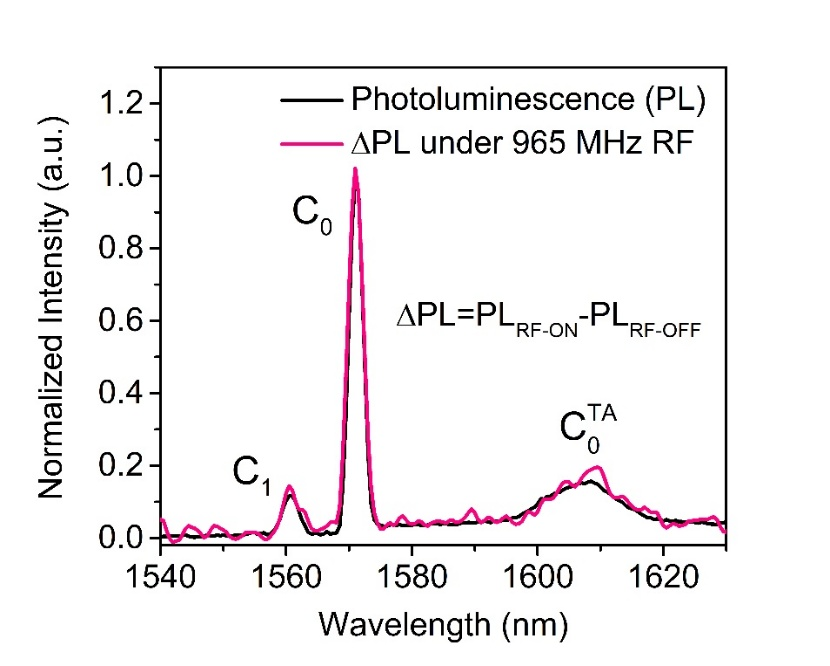 1.2
1.0
0.8
0.6
0.4
0.2
0.0
Normalized Intensity (a.u.)
Photoluminescence (PL)
ΔPL under 965 MHz RF
C0
ΔPL=PLRF-ON-PLRF-OFF
C0TA
C1
1540 1560 1580 1600 1620
Wavelength (nm)